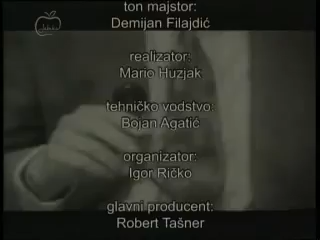 ton majstor:
Demijan Filajdić
realizator:
Mario Huzjak
tehničko vodstvo:
Bojan Agatić
organizator:
Igor Ričko
glavni producent:
Robert Tašner